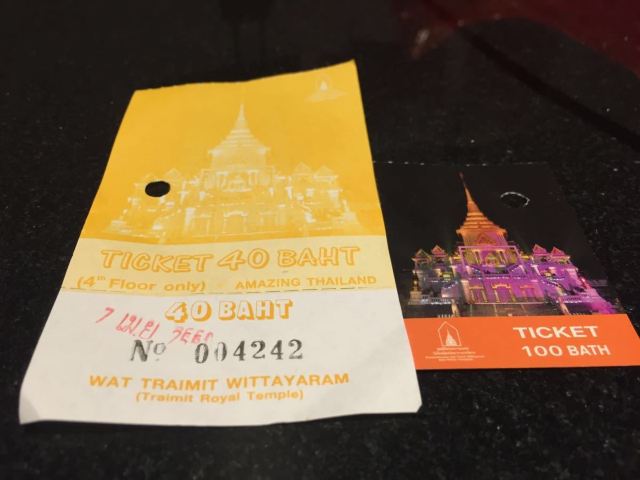 TICKET 40 BAHT
(4th Floor only) AMAZING THAILAND
40 BAHT
No 004242
WAT TRAIMIT WITTAYARAM
(Traimit Royal Temple)
TICKET
100 BATH